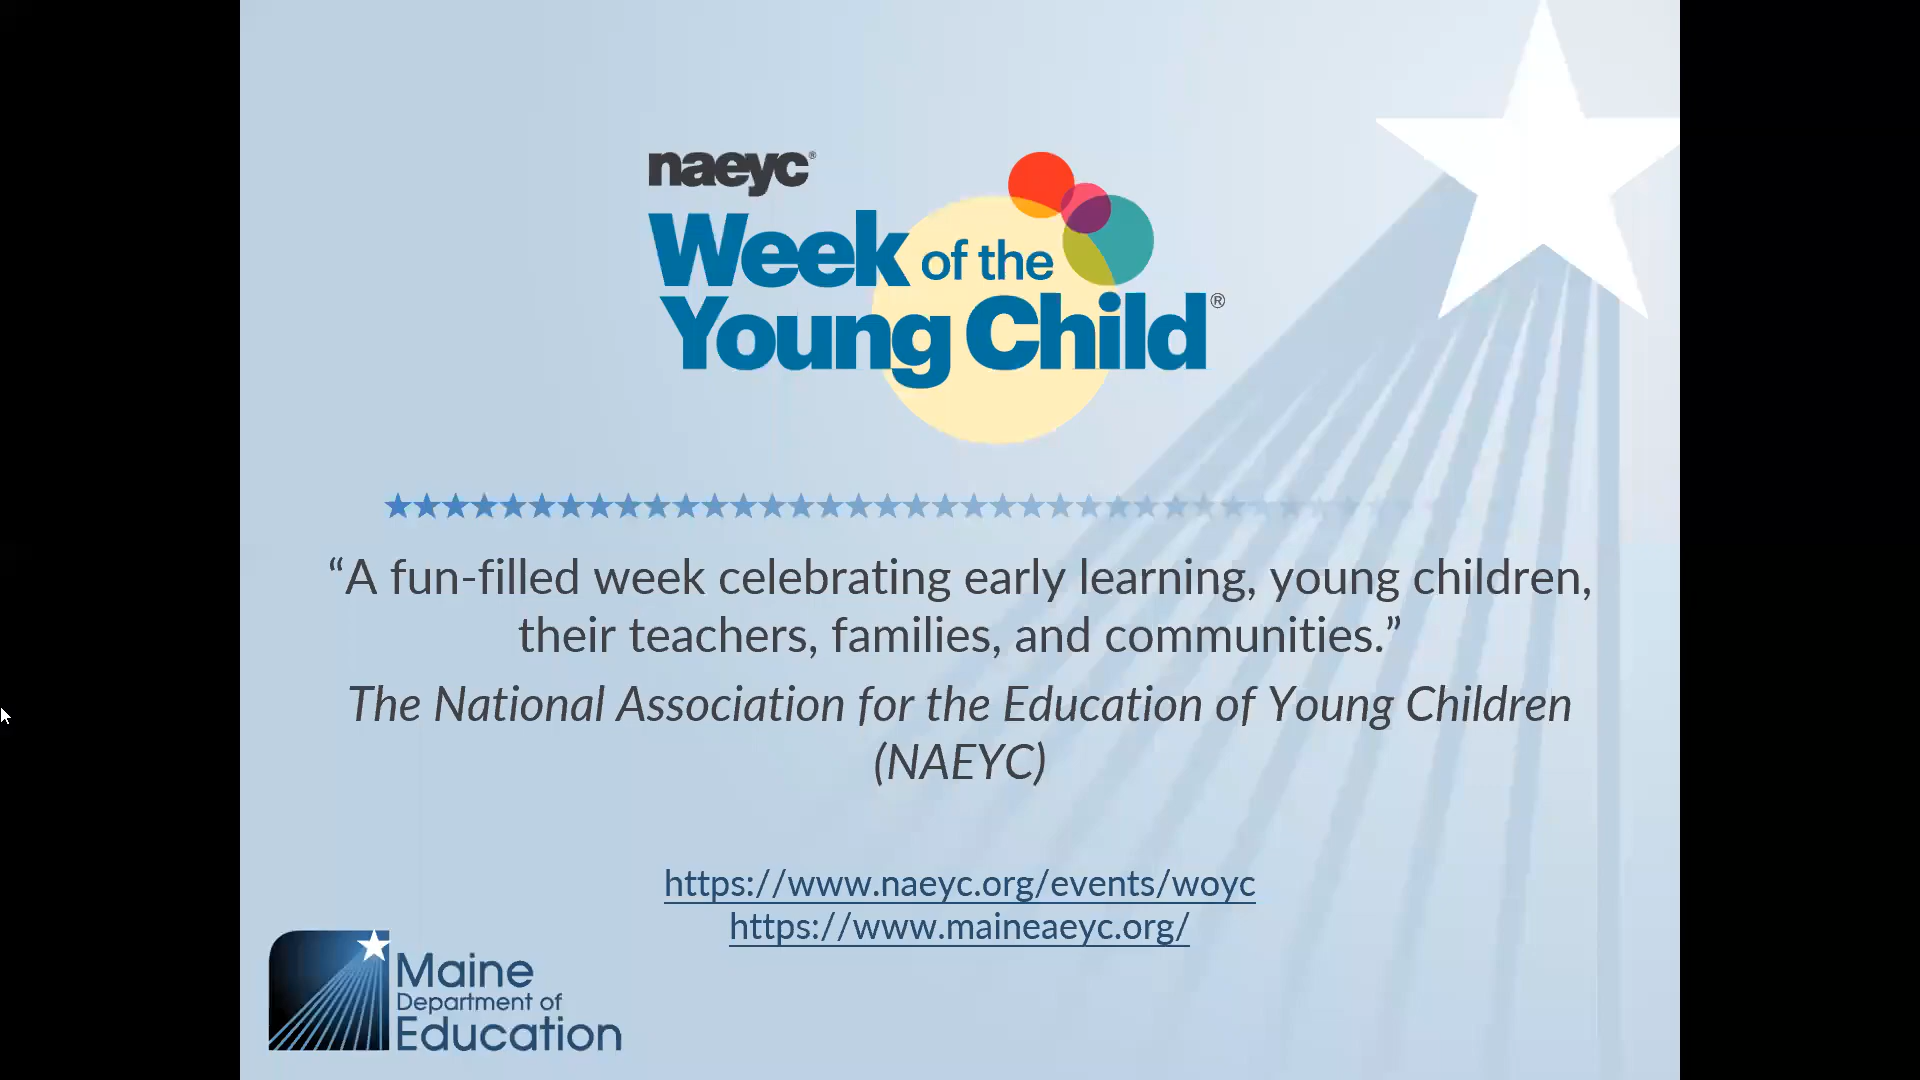 naeyc®
Week of the
Young Child®
“A fun-filled week celebrating early learning, young children,
their teachers, families, and communities.”
The National Association for the Education of Young Children
(NAEYC)
https://www.naeyc.org/events/woyc
https://www.maineaeyc.org/
Maine
Department of
Education